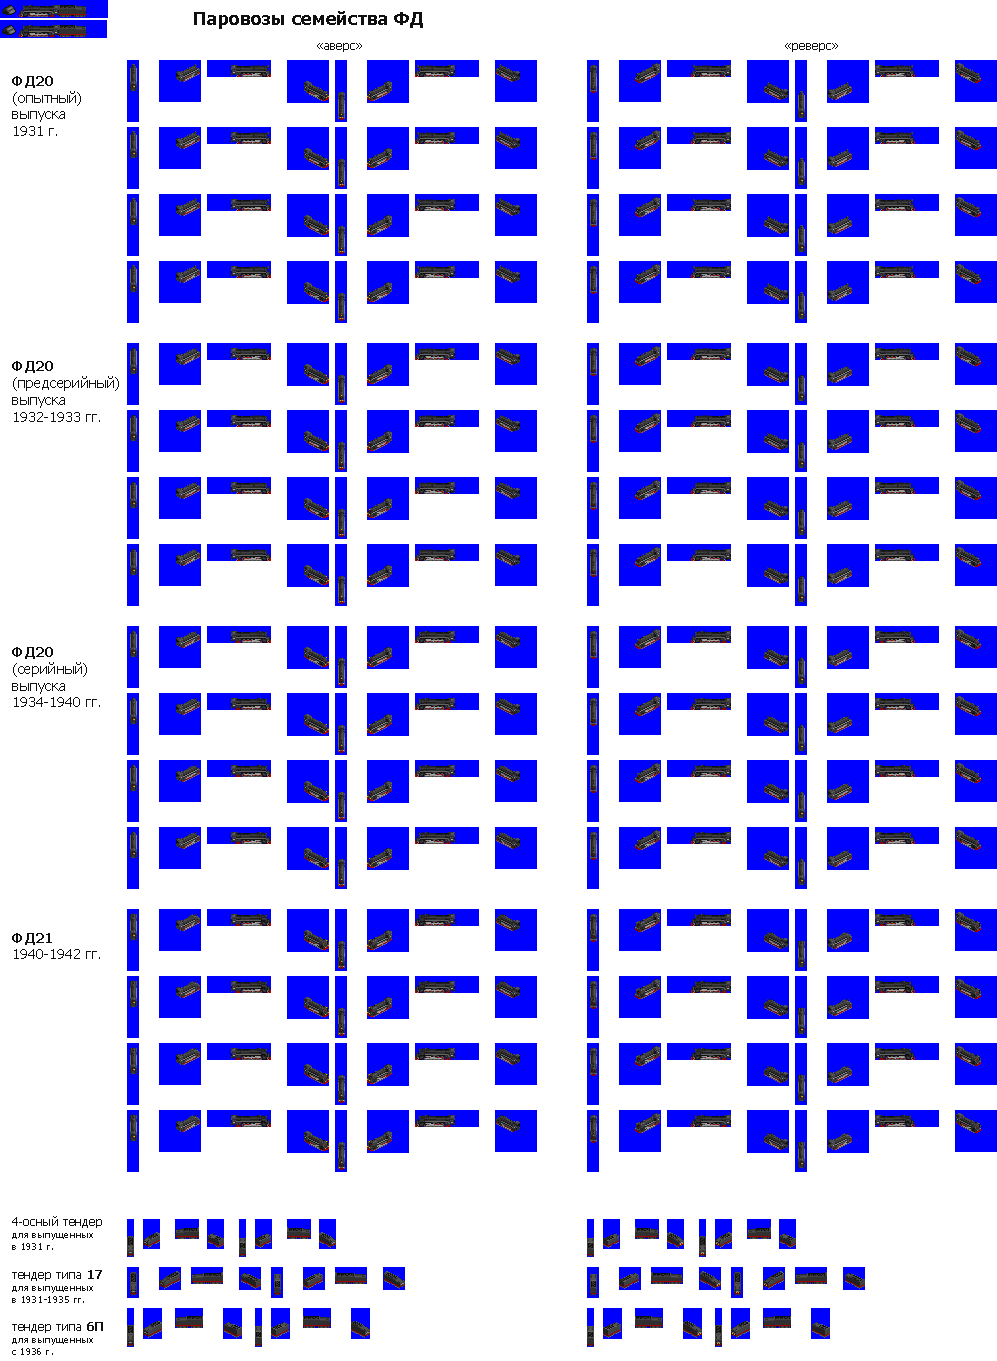 Паровозы семейства ФД
«аверс» «реверс»
ФД20
(опытный)
выпуска
1931 г.
ФД20
(предсерийный)
выпуска
1932-1933 гг.
ФД20
(серийный)
выпуска
1934-1940 гг.
ФД21
1940-1942 гг.
4-осный тендер
для выпущенных
в 1931 г.
тендер типа 17
для выпущенных
в 1931-1935 гг.
тендер типа 6П
для выпущенных
с 1936 г.